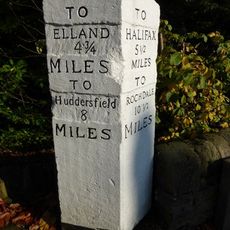 TO
ELLAND
4¾
MILES
TO
Huddersfield
8
MILES
TO
HALIFAX
5½
MILES
TO
ROCHDALE
10½
MILES